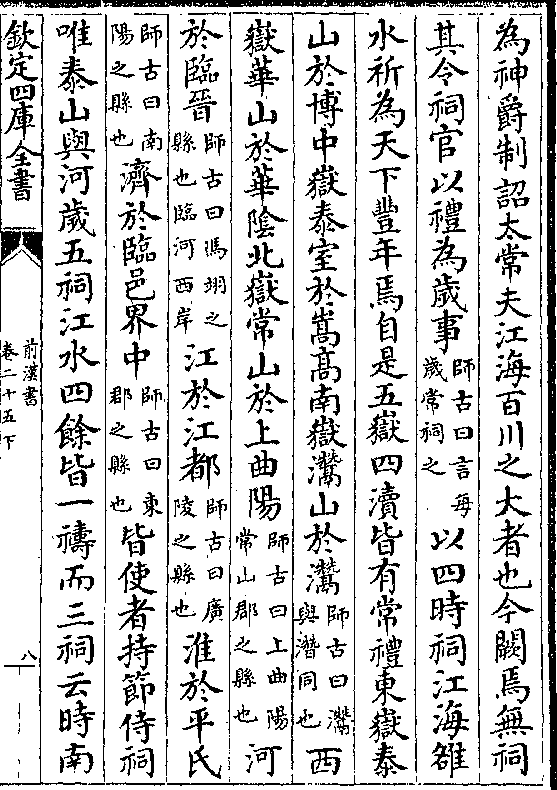 為神爵制詔太常夫江海百川之大者也今闕焉無祠
其令祠官以禮為歲事師古曰言每歲常祠之以四時祠江海雒
水祈為天下豐年焉自是五嶽四瀆皆有常禮東嶽泰
山於博中嶽泰室於嵩高南嶽灊山於灊師古曰灊與潛同也西
嶽華山於華陰北嶽常山於上曲陽師古曰上曲陽常山郡之縣也河
於臨晉師古曰馮翊之縣也臨河西岸江於江都師古曰廣陵之縣也淮於平氏
師古曰南陽之縣也濟於臨邑界中師古曰東郡之縣也皆使者持節侍祠
唯泰山與河歲五祠江水四餘皆一禱而三祠云時南
欽定四庫全書
前漢書
卷二十五下
八